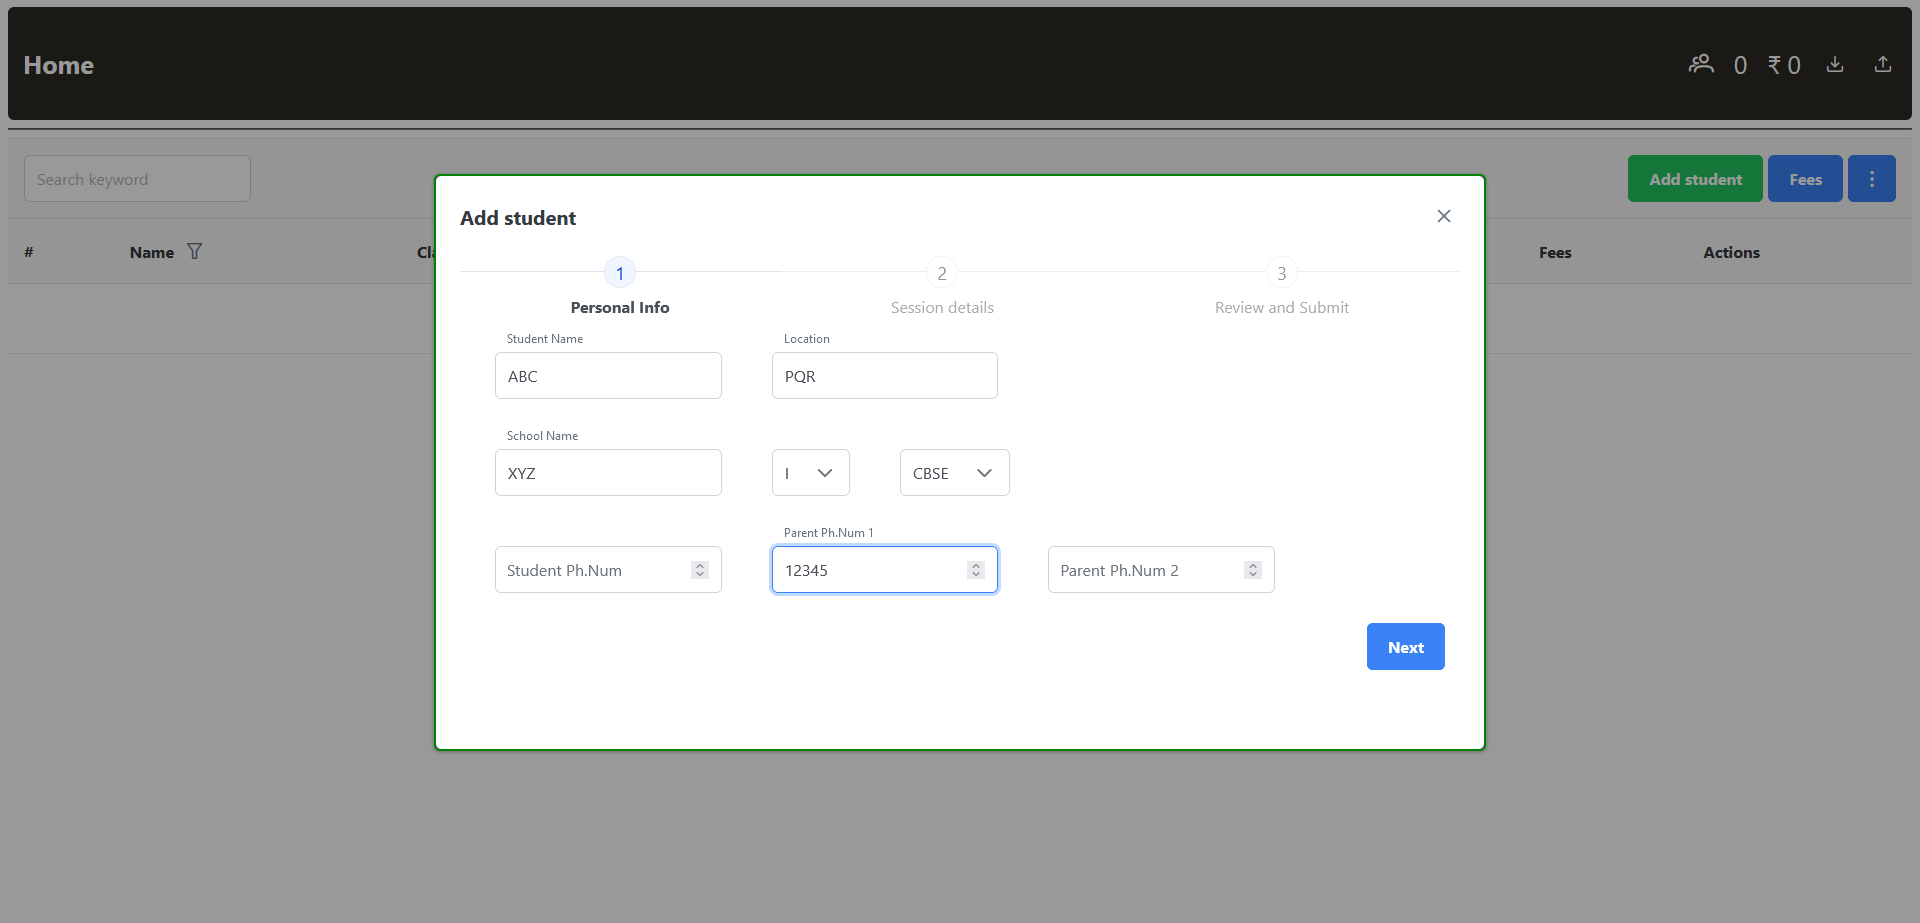 Home
0 ₹ 0
Search keyword
Add student Fees
# Name Cla Fees Actions
Add student
1 2 3
Personal Info Session details Review and Submit
Student Name Location
ABC PQR
School Name
XYZ I CBSE
Parent Ph.Num 1
Student Ph.Num 12345 Parent Ph.Num 2
Next